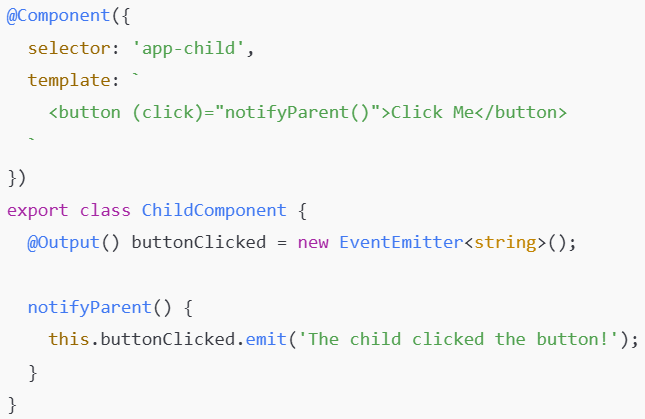 @Component({
  selector: 'app-child',
  template: `
    <button (click)="notifyParent()">Click Me</button>
  `
})
export class ChildComponent {
  @Output() buttonClicked = new EventEmitter<string>();

  notifyParent() {
    this.buttonClicked.emit('The child clicked the button!');
  }
}